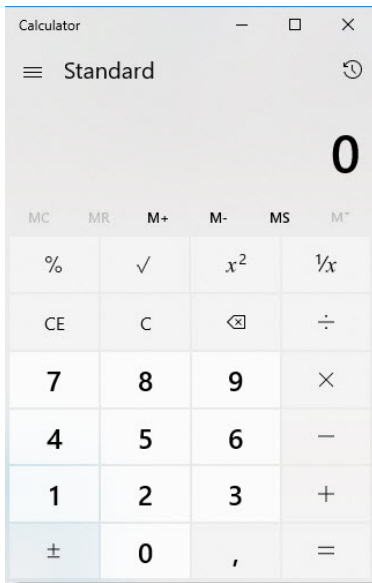 Calculator
Standard
0
MC MR M+ M- MS M˅
% √ x² ¹/x
CE C ⌫ ÷
7 8 9 ×
4 5 6 −
1 2 3 +
± 0 , =